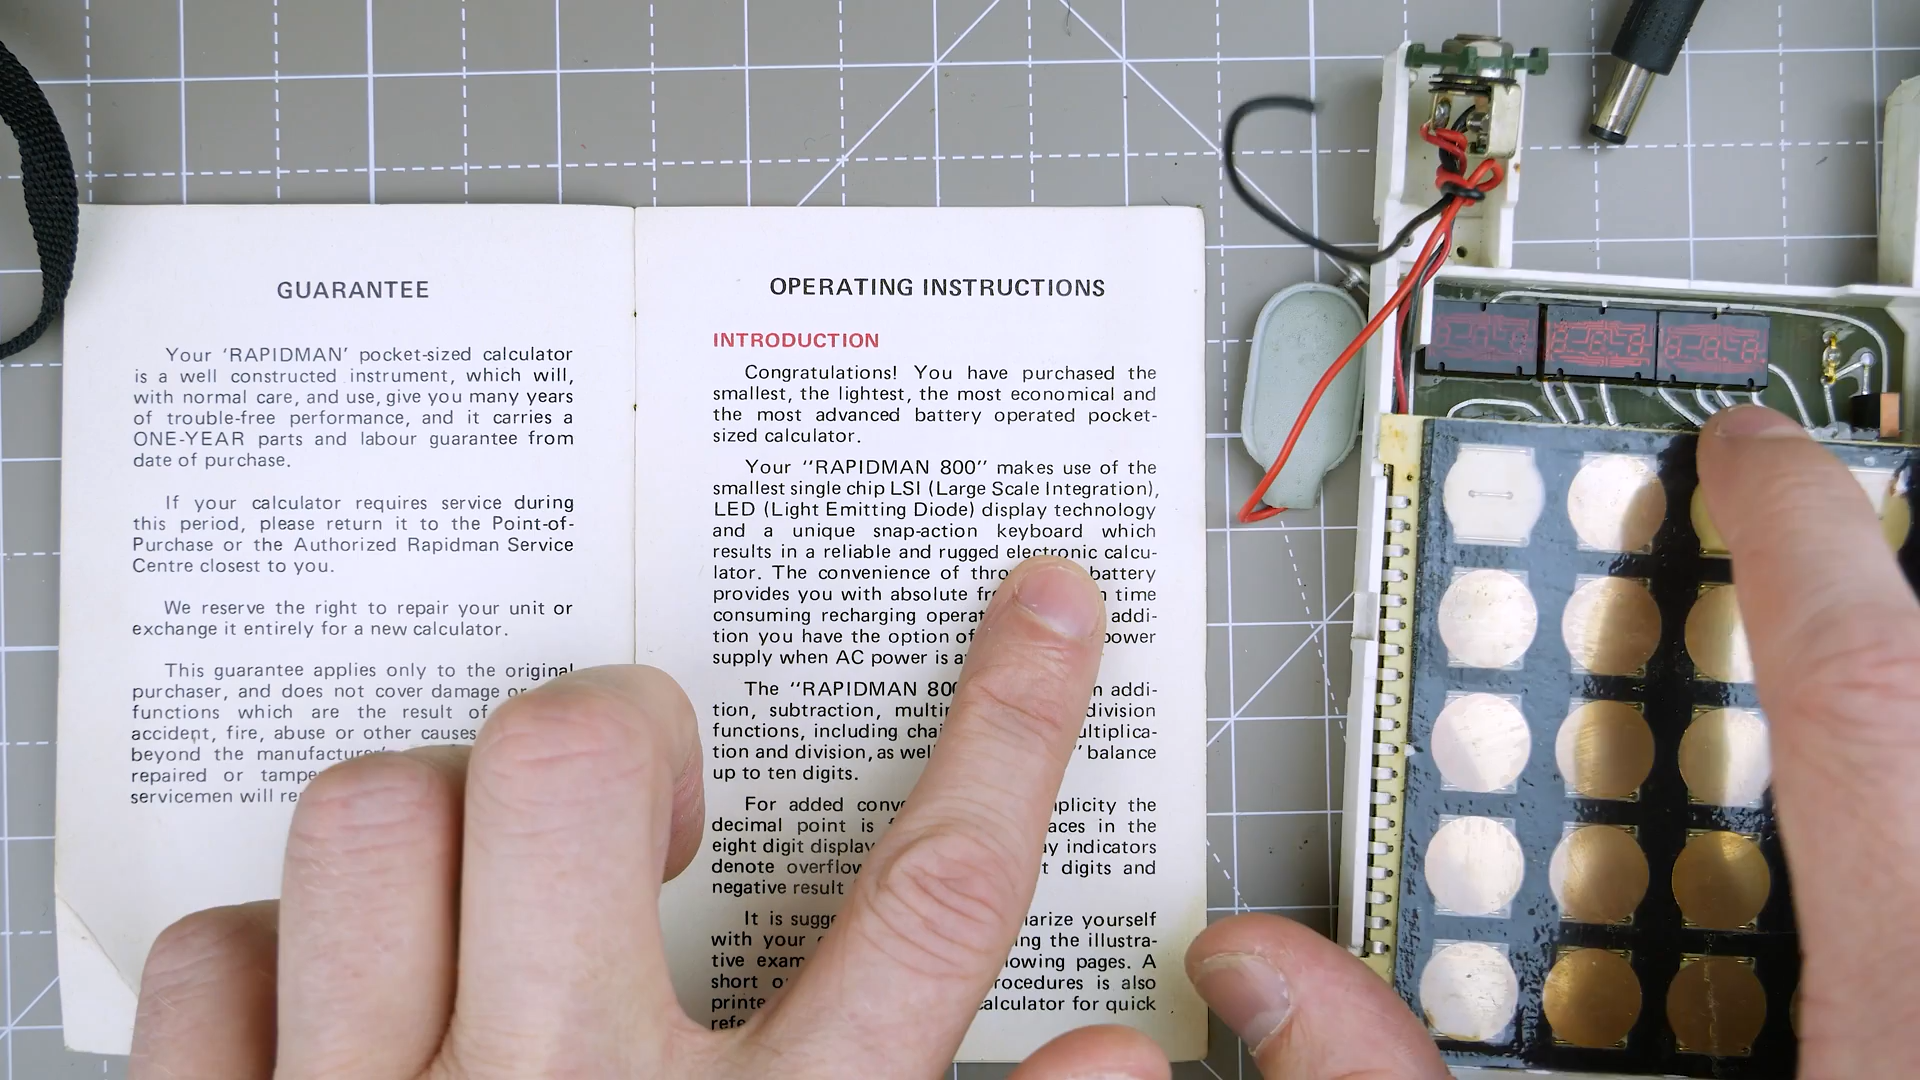 GUARANTEE
Your 'RAPIDMAN' pocket-sized calculator
is a well constructed instrument, which will,
with normal care, and use, give you many years
of trouble-free performance, and it carries a
ONE-YEAR parts and labour guarantee from
date of purchase.
If your calculator requires service during
this period, please return it to the Point-of-
Purchase or the Authorized Rapidman Service
Centre closest to you.
We reserve the right to repair your unit or
exchange it entirely for a new calculator.
This guarantee applies only to the original
purchaser, and does not cover damage or
functions which are the result of
accident, fire, abuse or other causes
beyond the manufacturer's
repaired or
servicemen will
OPERATING INSTRUCTIONS
INTRODUCTION
Congratulations! You have purchased the
smallest, the lightest, the most economical and
the most advanced battery operated pocket-
sized calculator.
Your "RAPIDMAN 800" makes use of the
smallest single chip LSI (Large Scale Integration),
LED (Light Emitting Diode) display technology
and a unique snap-action keyboard which
results in a reliable and rugged electronic calcu-
lator. The convenience of battery
provides you with absolute time
consuming recharging addi-
tion you have the option of power
supply when AC power is
The "RAPIDMAN 800 addi-
tion, subtraction, division
functions, including
tion and division, as balance
up to ten digits.
For added the
decimal point is in the
eight digit display indicators
denote overflow digits and
negative result
It is yourself
with your the illustra-
tive pages. A
short is also
calculator for quick